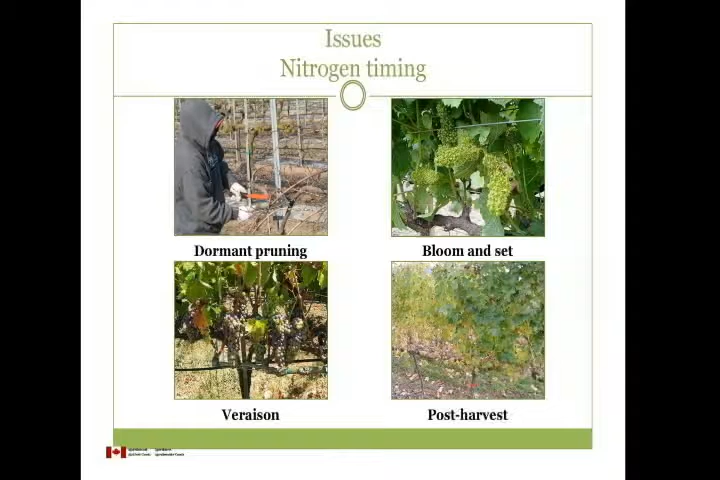 Issues
Nitrogen timing
Dormant pruning
Bloom and set
Veraison
Post-harvest